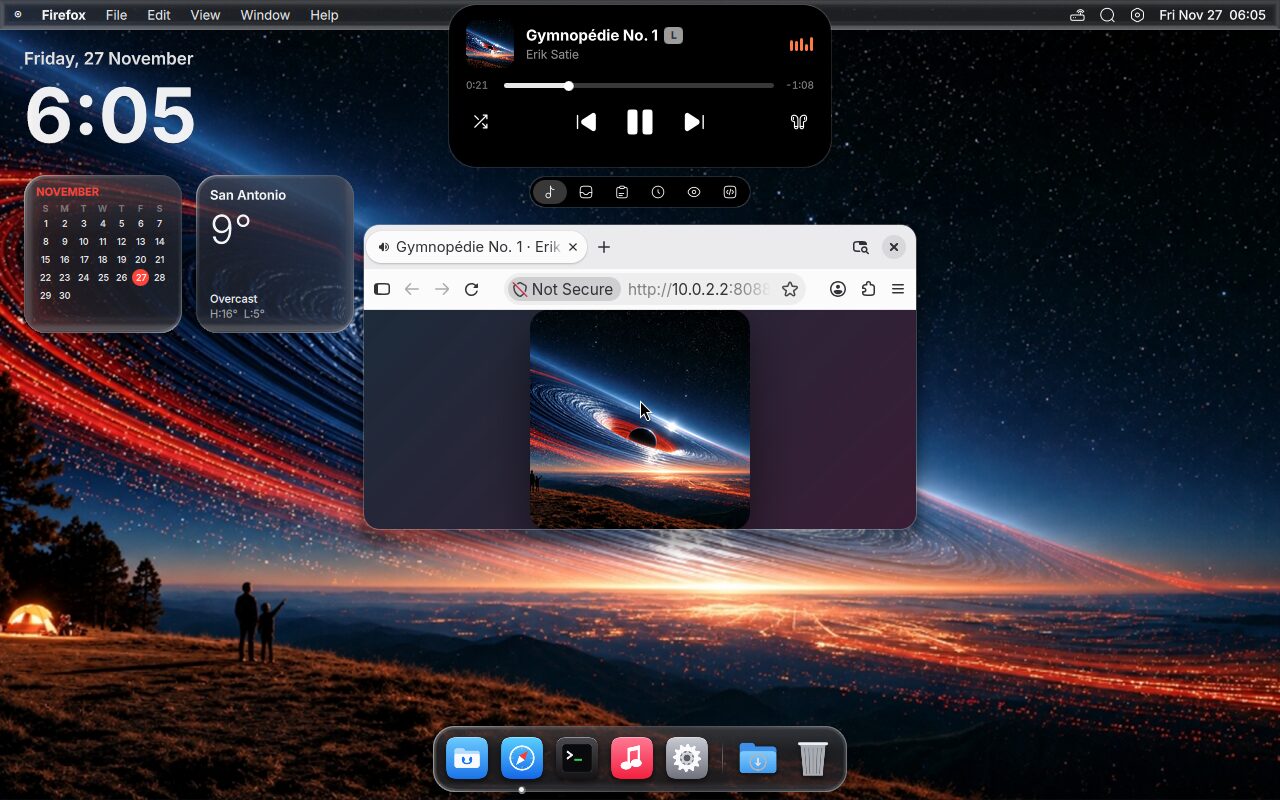 Firefox File Edit View Window Help
Fri Nov 27 06:05
Friday, 27 November
6:05
NOVEMBER
S M T W T F S
1 2 3 4 5 6 7
8 9 10 11 12 13 14
15 16 17 18 19 20 21
22 23 24 25 26 27 28
29 30
San Antonio
9°
Overcast
H:16° L:5°
Gymnopédie No. 1 L
Erik Satie
0:21 -1:08
Gymnopédie No. 1 · Erik
Not Secure http://10.0.2.2:8088